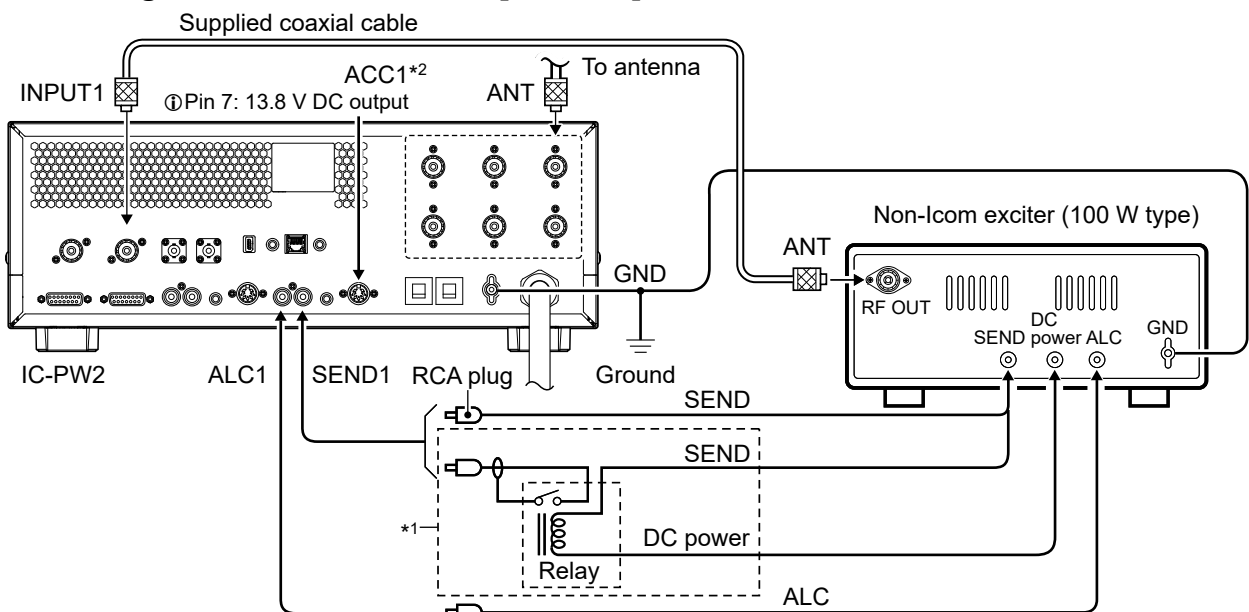 Supplied coaxial cable
To antenna
INPUT1
ACC1*2
ⓘPin 7: 13.8 V DC output
ANT
Non-Icom exciter (100 W type)
ANT
GND
RF OUT
SEND
DC
power
ALC
GND
IC-PW2
ALC1
SEND1
RCA plug
Ground
SEND
SEND
*1
DC power
Relay
ALC